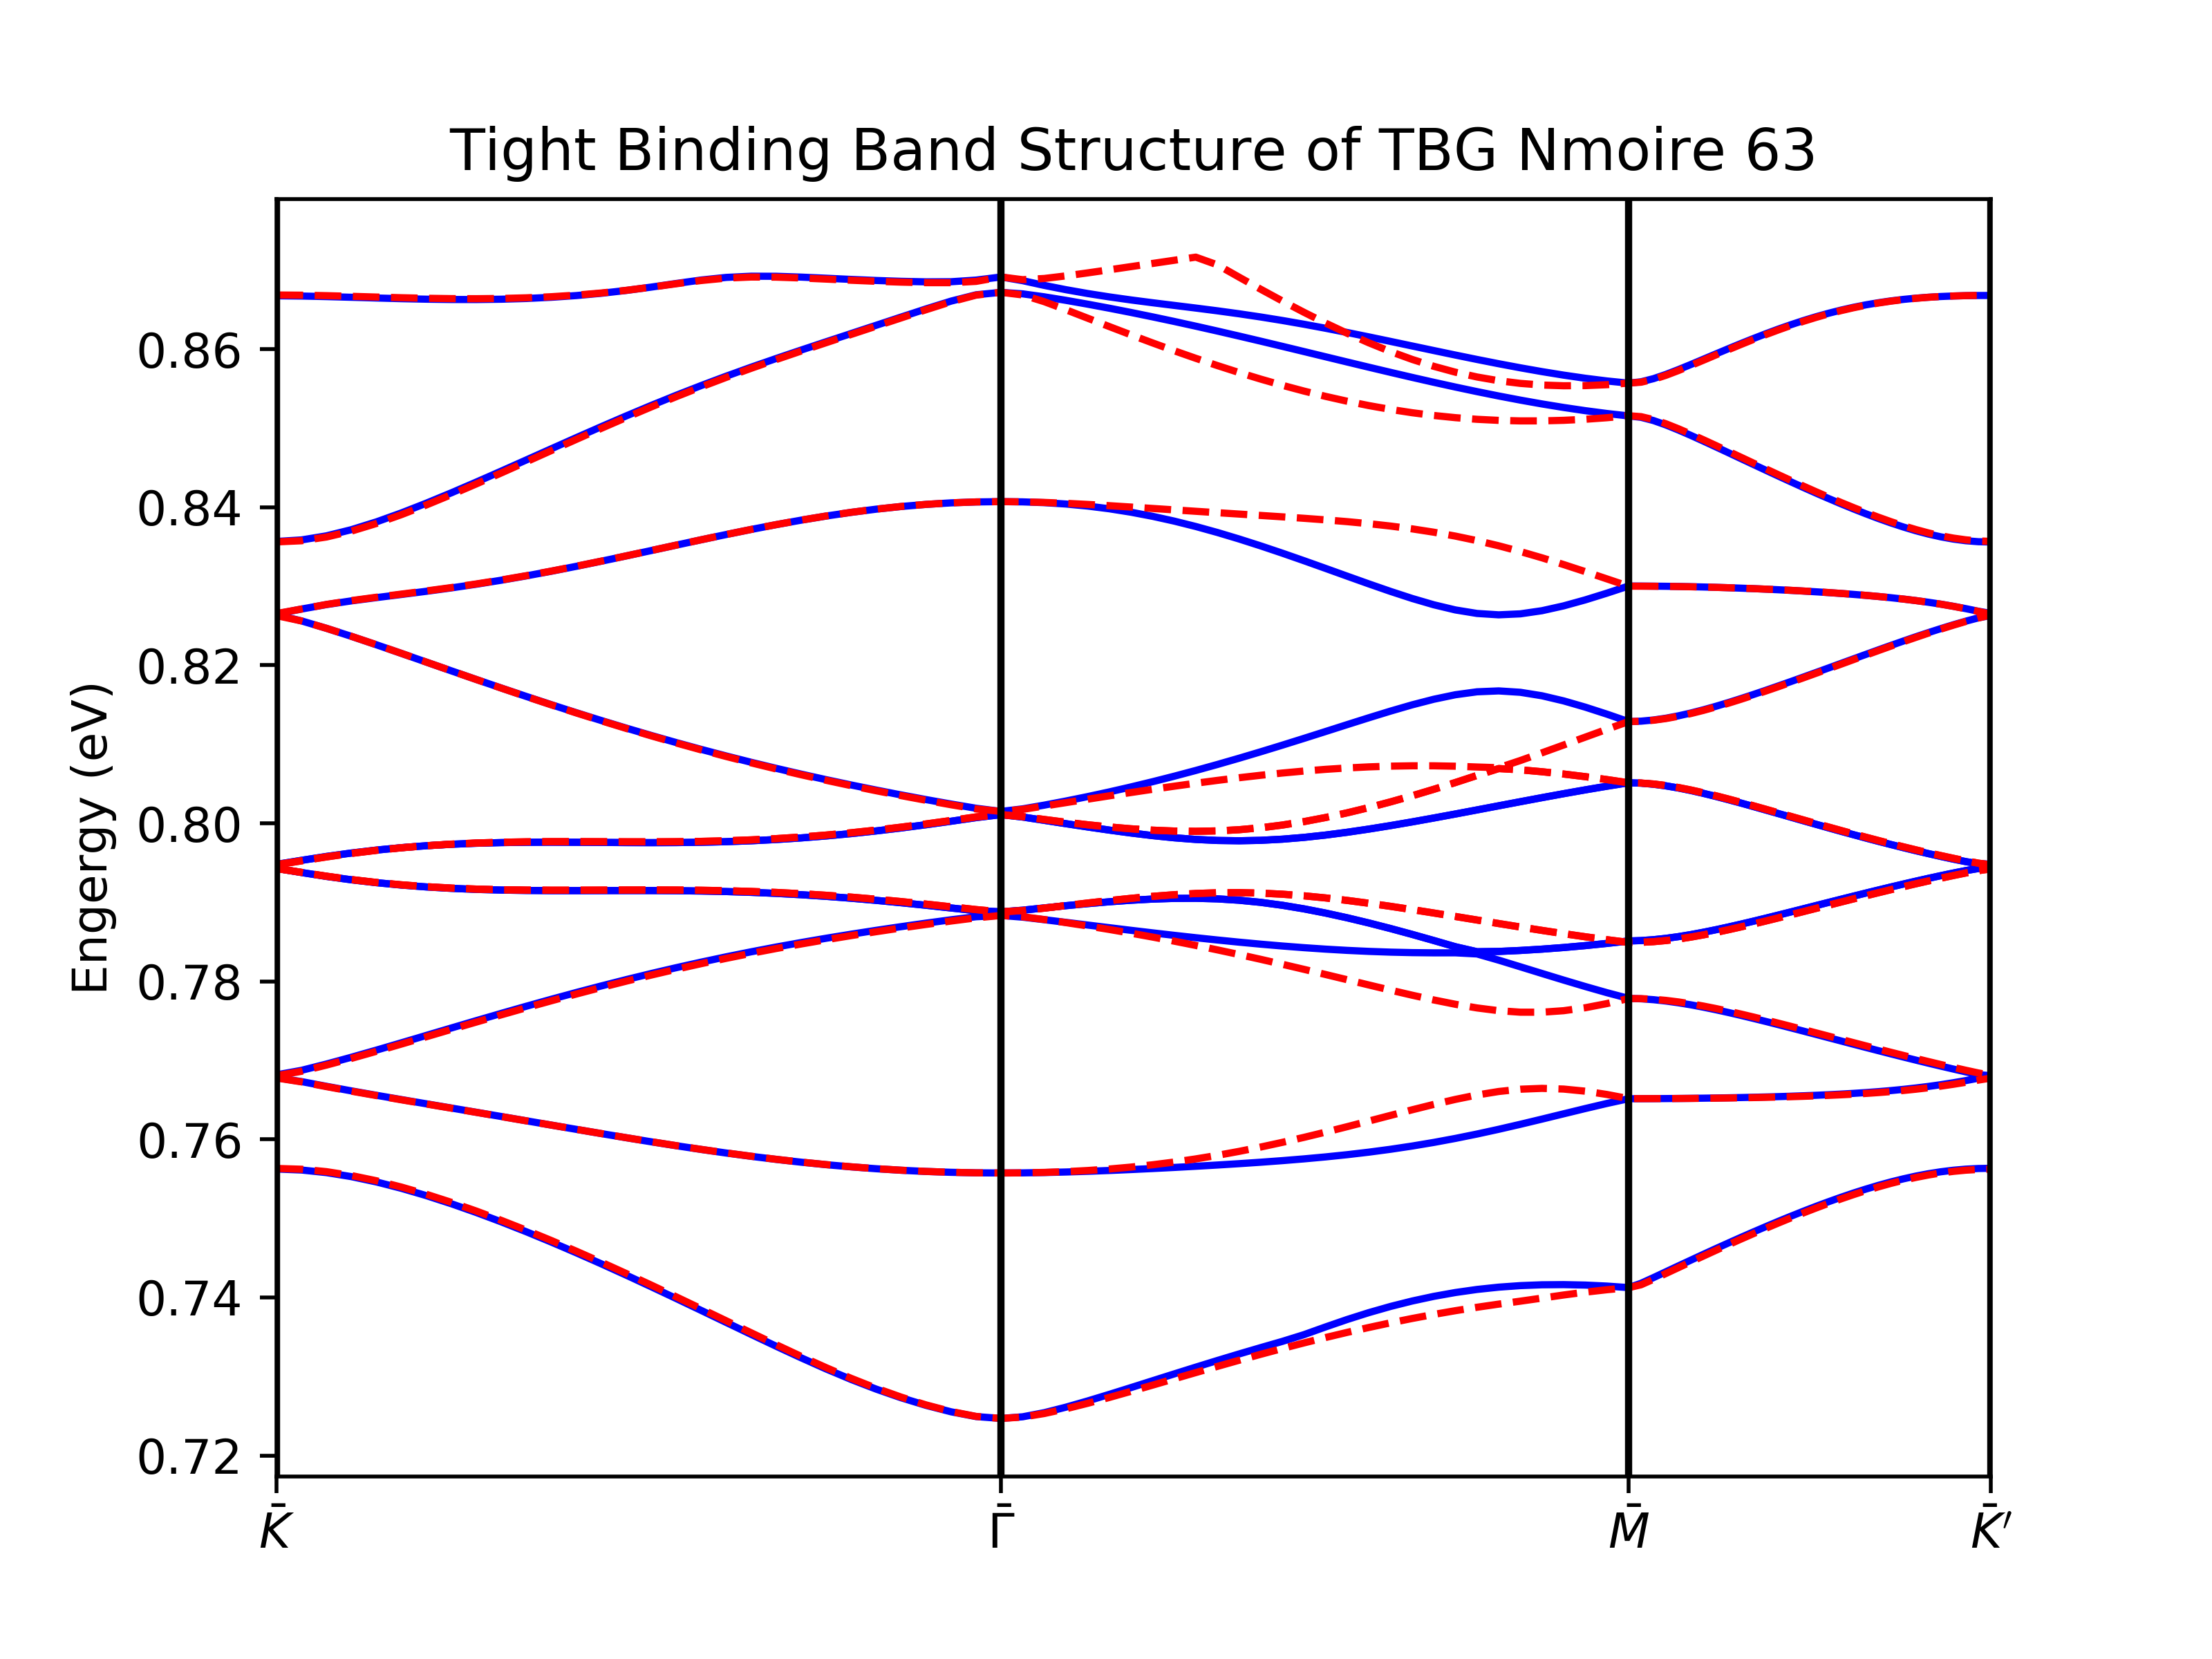 Tight Binding Band Structure of TBG Nmoire 63
Engergy (eV)
0.86
0.84
0.82
0.80
0.78
0.76
0.74
0.72
K̄ Γ̄ M̄ K̄′